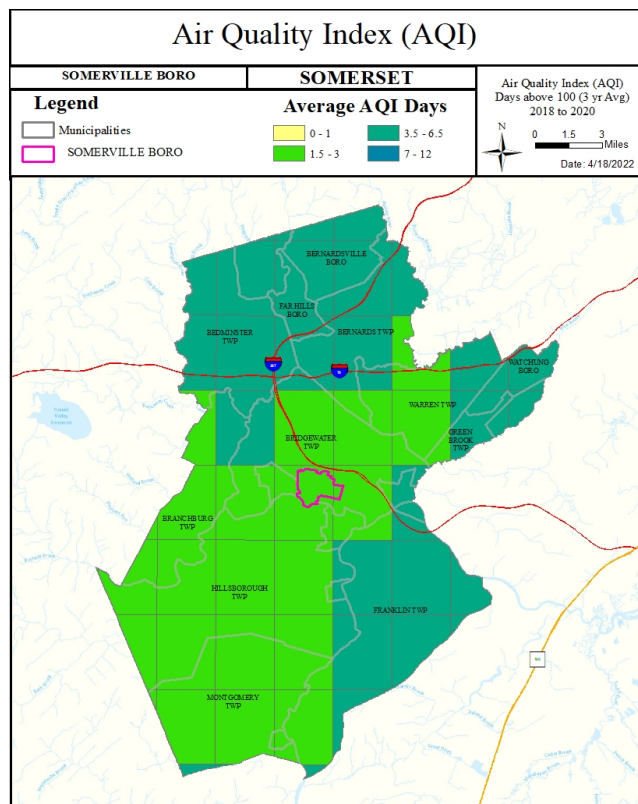 Air Quality Index (AQI)
SOMERVILLE BORO
SOMERSET
Legend
Municipalities
SOMERVILLE BORO
Average AQI Days
0 - 1
1.5 - 3
3.5 - 6.5
7 - 12
Air Quality Index (AQI)
Days above 100 (3 yr Avg)
2018 to 2020
N
0 1.5 3
Miles
Date: 4/18/2022
BERNARDSVILLE
BORO
FAR HILLS
BORO
BEDMINSTER
TWP
BERNARDS TWP
WATCHUNG
BORO
WARREN TWP
GREEN
BROOK
TWP
BRIDGEWATER
TWP
BRANCHBURG
TWP
HILLSBOROUGH
TWP
FRANKLIN TWP
MONTGOMERY
TWP